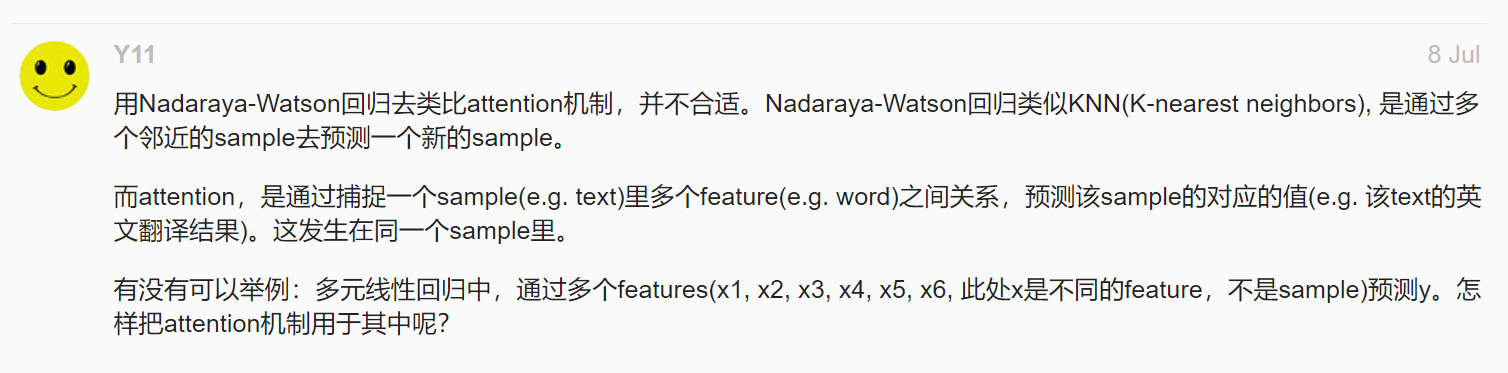 Y11
8 Jul
用Nadaraya-Watson回归去类比attention机制，并不合适。Nadaraya-Watson回归类似KNN(K-nearest neighbors), 是通过多
个邻近的sample去预测一个新的sample。
而attention，是通过捕捉一个sample(e.g. text)里多个feature(e.g. word)之间关系，预测该sample的对应的值(e.g. 该text的英
文翻译结果)。这发生在同一个sample里。
有没有可以举例：多元线性回归中，通过多个features(x1, x2, x3, x4, x5, x6, 此处x是不同的feature，不是sample)预测y。怎
样把attention机制用于其中呢？